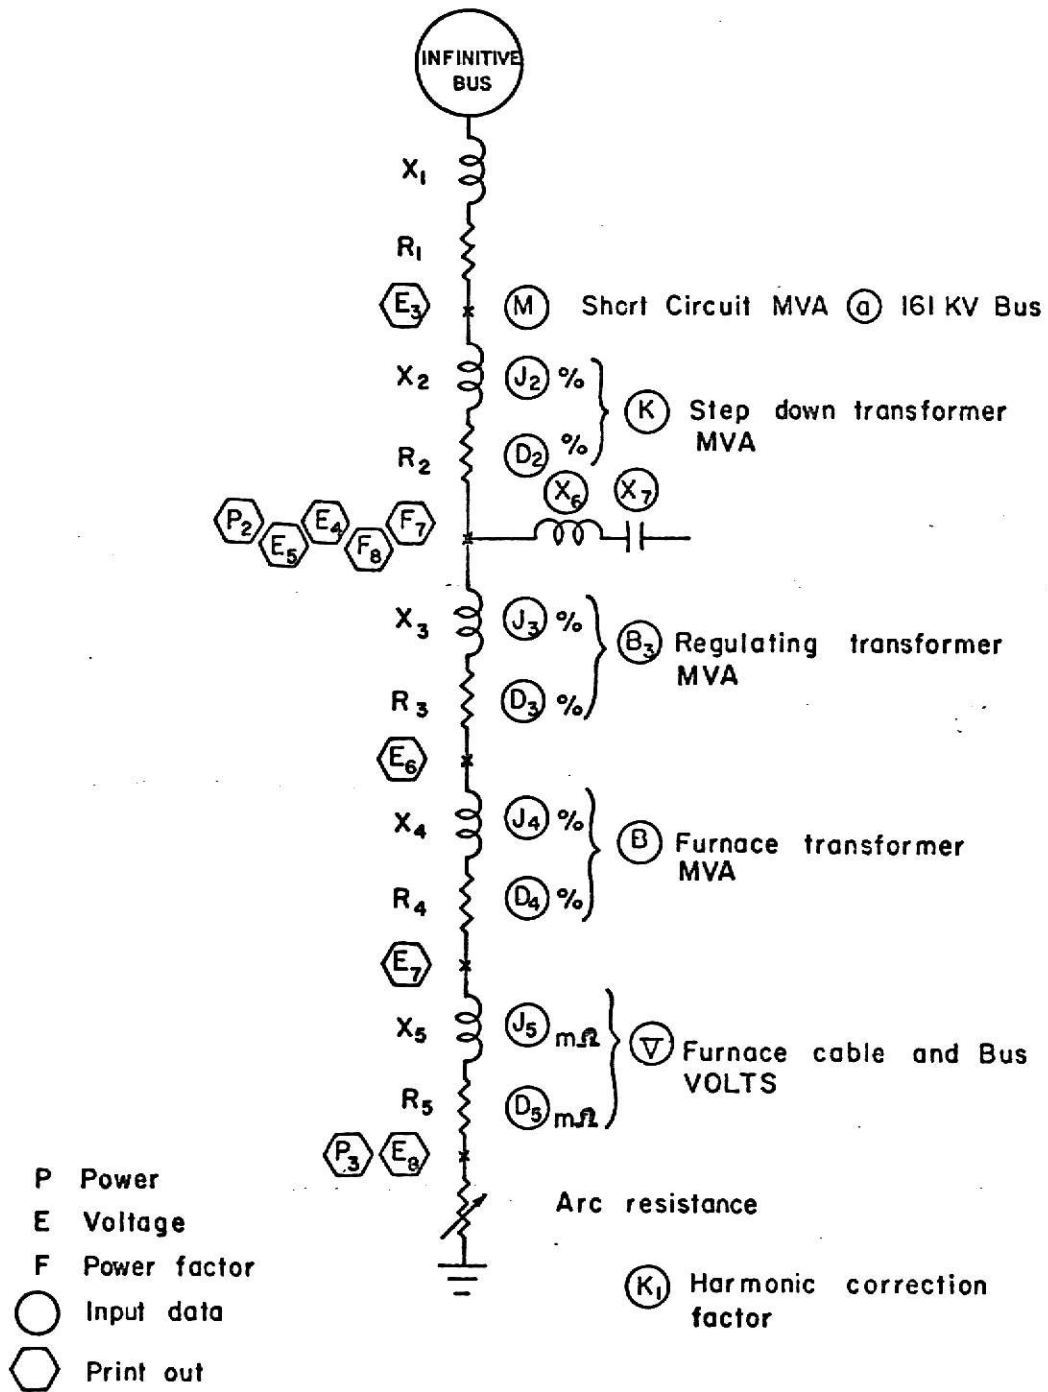 INFINITIVE
BUS
X1
R1
E3 M Short Circuit MVA a 161 KV Bus
X2 J2 %
K Step down transformer
MVA
R2 D2 %
X6 X7
P2 E5 E4 F8 F7
X3 J3 %
B3 Regulating transformer
MVA
R3 D3 %
E6
X4 J4 %
B Furnace transformer
MVA
R4 D4 %
E7
X5 J5 mΩ
V Furnace cable and Bus
VOLTS
R5 D5 mΩ
P3 E8
P Power
Arc resistance
E Voltage
F Power factor
K1 Harmonic correction
factor
Input data
Print out